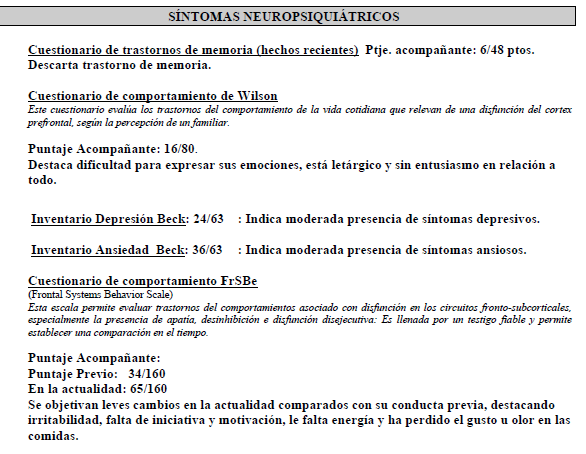 SÍNTOMAS NEUROPSIQUIÁTRICOS
Cuestionario de trastornos de memoria (hechos recientes) Ptje. acompañante: 6/48 ptos.
Descarta trastorno de memoria.
Cuestionario de comportamiento de Wilson
Este cuestionario evalúa los trastornos del comportamiento de la vida cotidiana que relevan de una disfunción del cortex
prefrontal, según la percepción de un familiar.
Puntaje Acompañante: 16/80.
Destaca dificultad para expresar sus emociones, está letárgico y sin entusiasmo en relación a
todo.
Inventario Depresión Beck: 24/63 : Indica moderada presencia de síntomas depresivos.
Inventario Ansiedad Beck: 36/63 : Indica moderada presencia de síntomas ansiosos.
Cuestionario de comportamiento FrSBe
(Frontal Systems Behavior Scale)
Esta escala permite evaluar trastornos del comportamientos asociado con disfunción en los circuitos fronto-subcorticales,
especialmente la presencia de apatía, desinhibición e disfunción disejecutiva: Es llenada por un testigo fiable y permite
establecer una comparación en el tiempo.
Puntaje Acompañante:
Puntaje Previo: 34/160
En la actualidad: 65/160
Se objetivan leves cambios en la actualidad comparados con su conducta previa, destacando
irritabilidad, falta de iniciativa y motivación, le falta energía y ha perdido el gusto u olor en las
comidas.